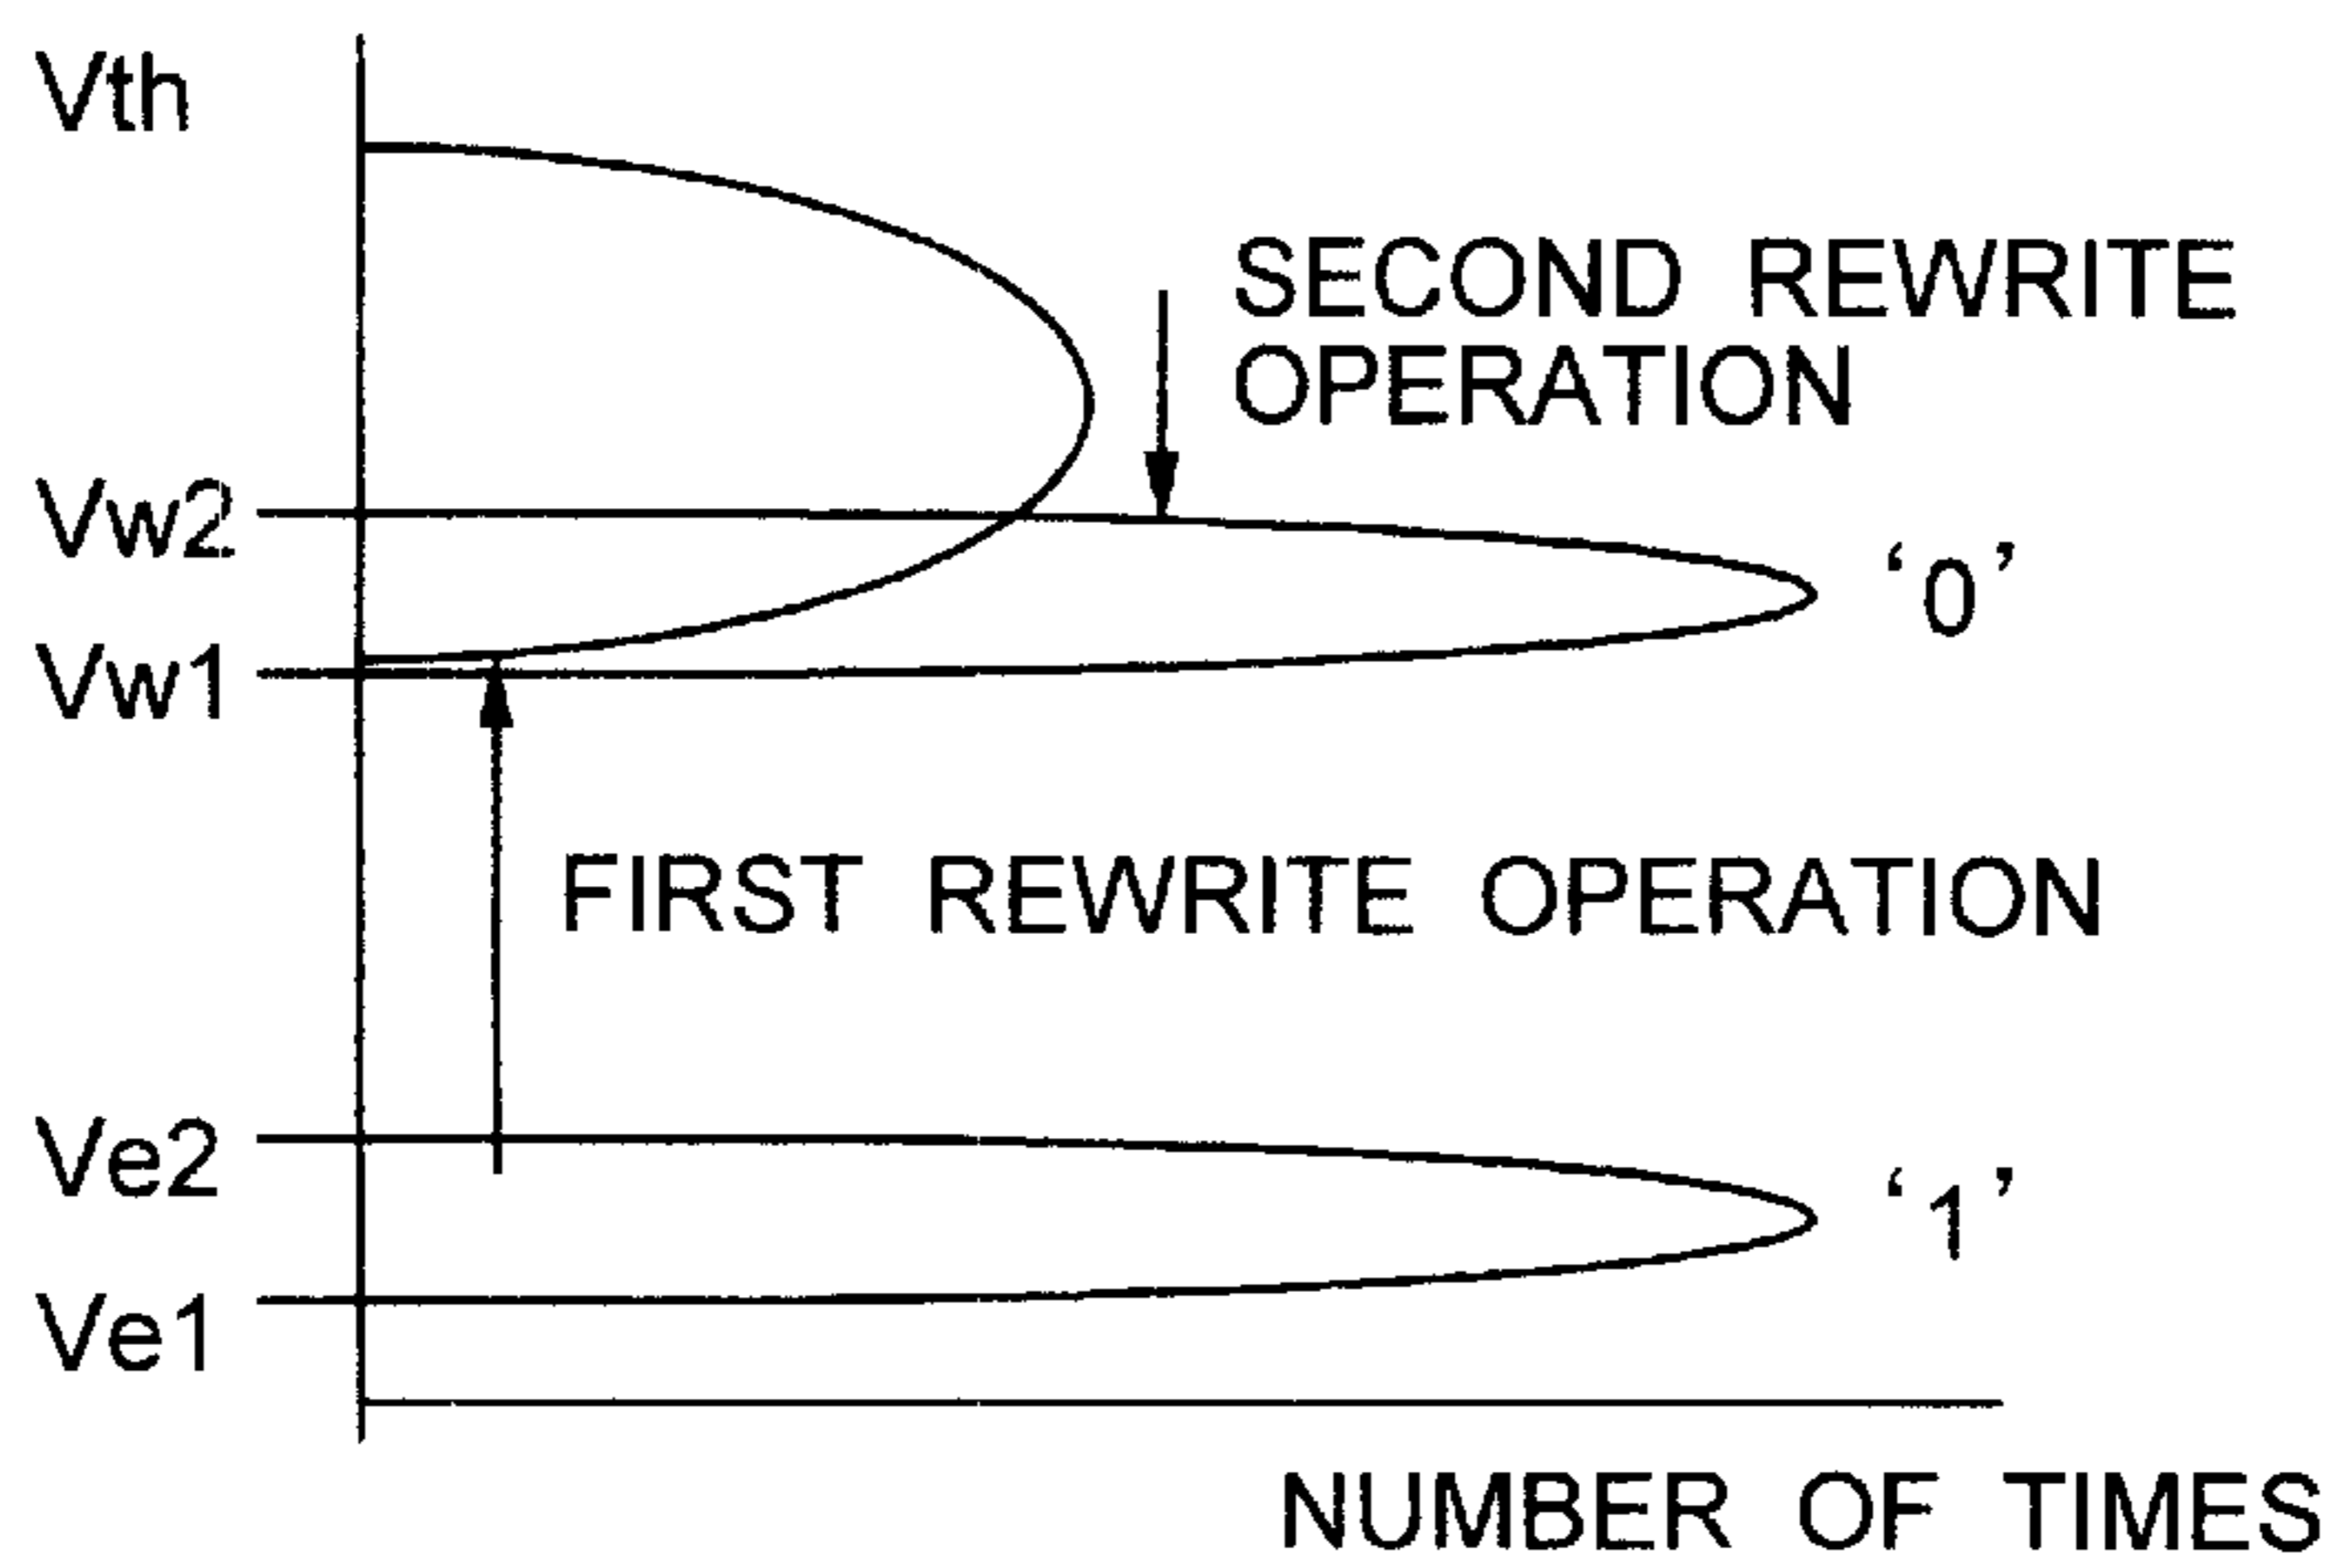 Vth
SECOND REWRITE
OPERATION
Vw2
‘0’
Vw1
FIRST REWRITE OPERATION
Ve2
‘1’
Ve1
NUMBER OF TIMES